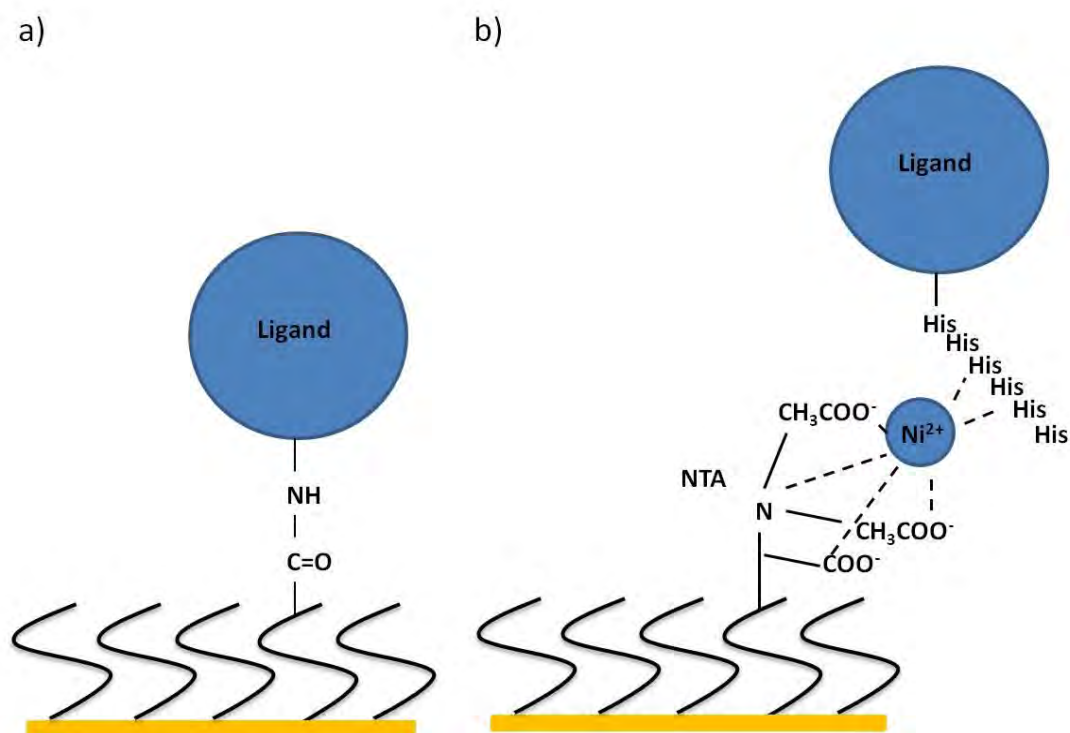 a)
Ligand
NH
C=O
b)
Ligand
His
His
His
His
His
His
CH₃COO⁻
Ni²⁺
NTA
N
CH₃COO⁻
COO⁻